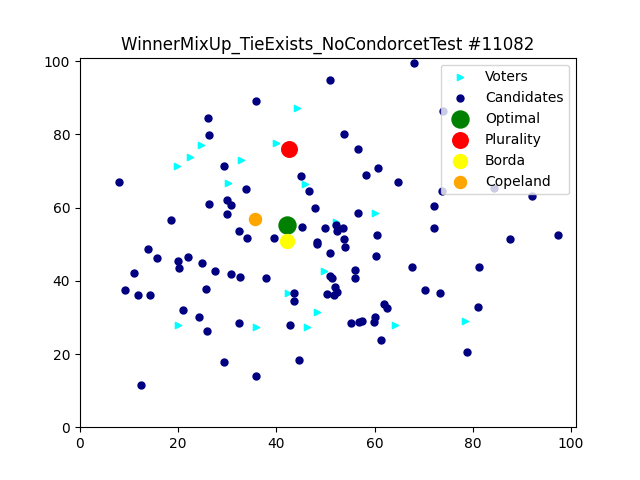 WinnerMixUp_TieExists_NoCondorcetTest #11082
100
80
60
40
20
0
0 20 40 60 80 100
Voters
Candidates
Optimal
Plurality
Borda
Copeland